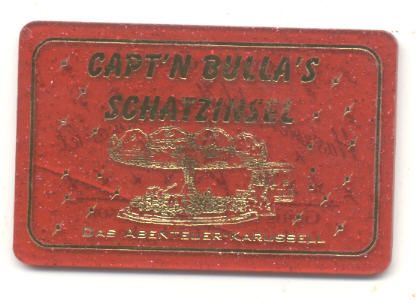 CAPT'N BULLA'S
SCHATZINSEL
DAS ABENTEUER-KARUSSELL